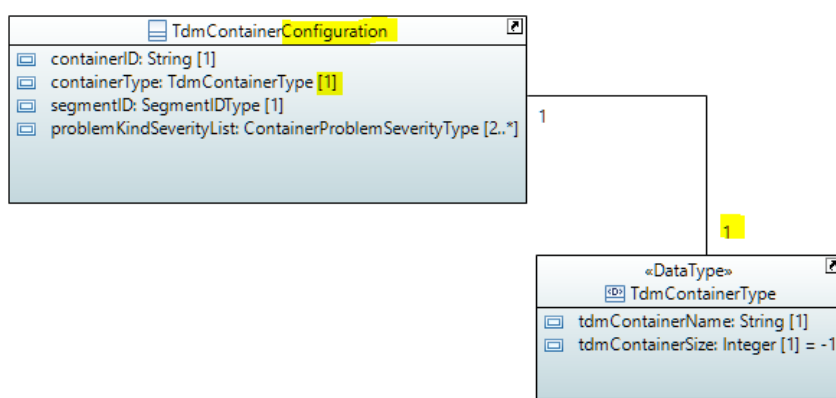 TdmContainerConfiguration
containerID: String [1]
containerType: TdmContainerType [1]
segmentID: SegmentIDType [1]
problemKindSeverityList: ContainerProblemSeverityType [2..*]
1
1
«DataType»
«D» TdmContainerType
tdmContainerName: String [1]
tdmContainerSize: Integer [1] = -1